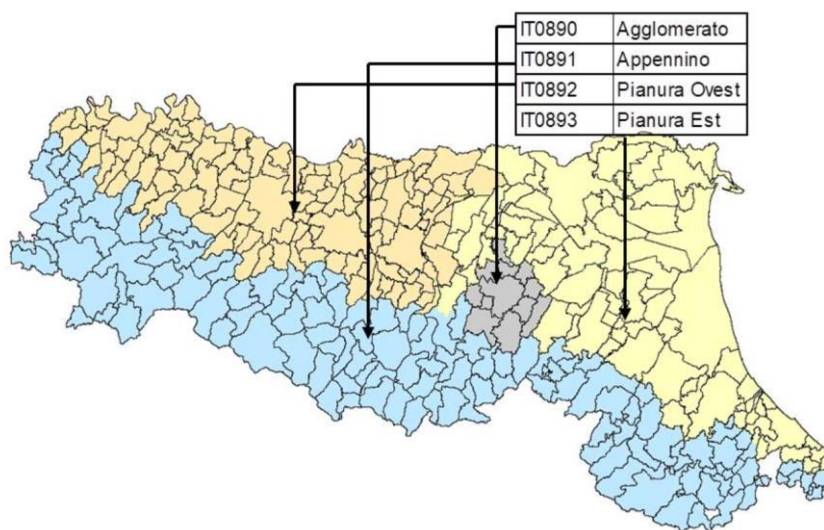 IT0890 Agglomerato
IT0891 Appennino
IT0892 Pianura Ovest
IT0893 Pianura Est